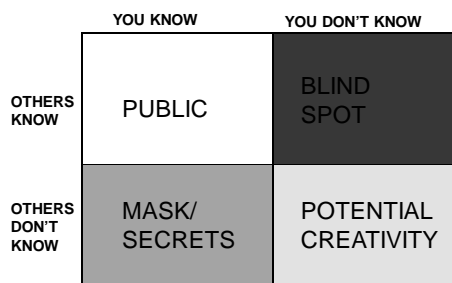 YOU KNOW
YOU DON'T KNOW
OTHERS
KNOW
PUBLIC
BLIND
SPOT
OTHERS
DON'T
KNOW
MASK/
SECRETS
POTENTIAL
CREATIVITY